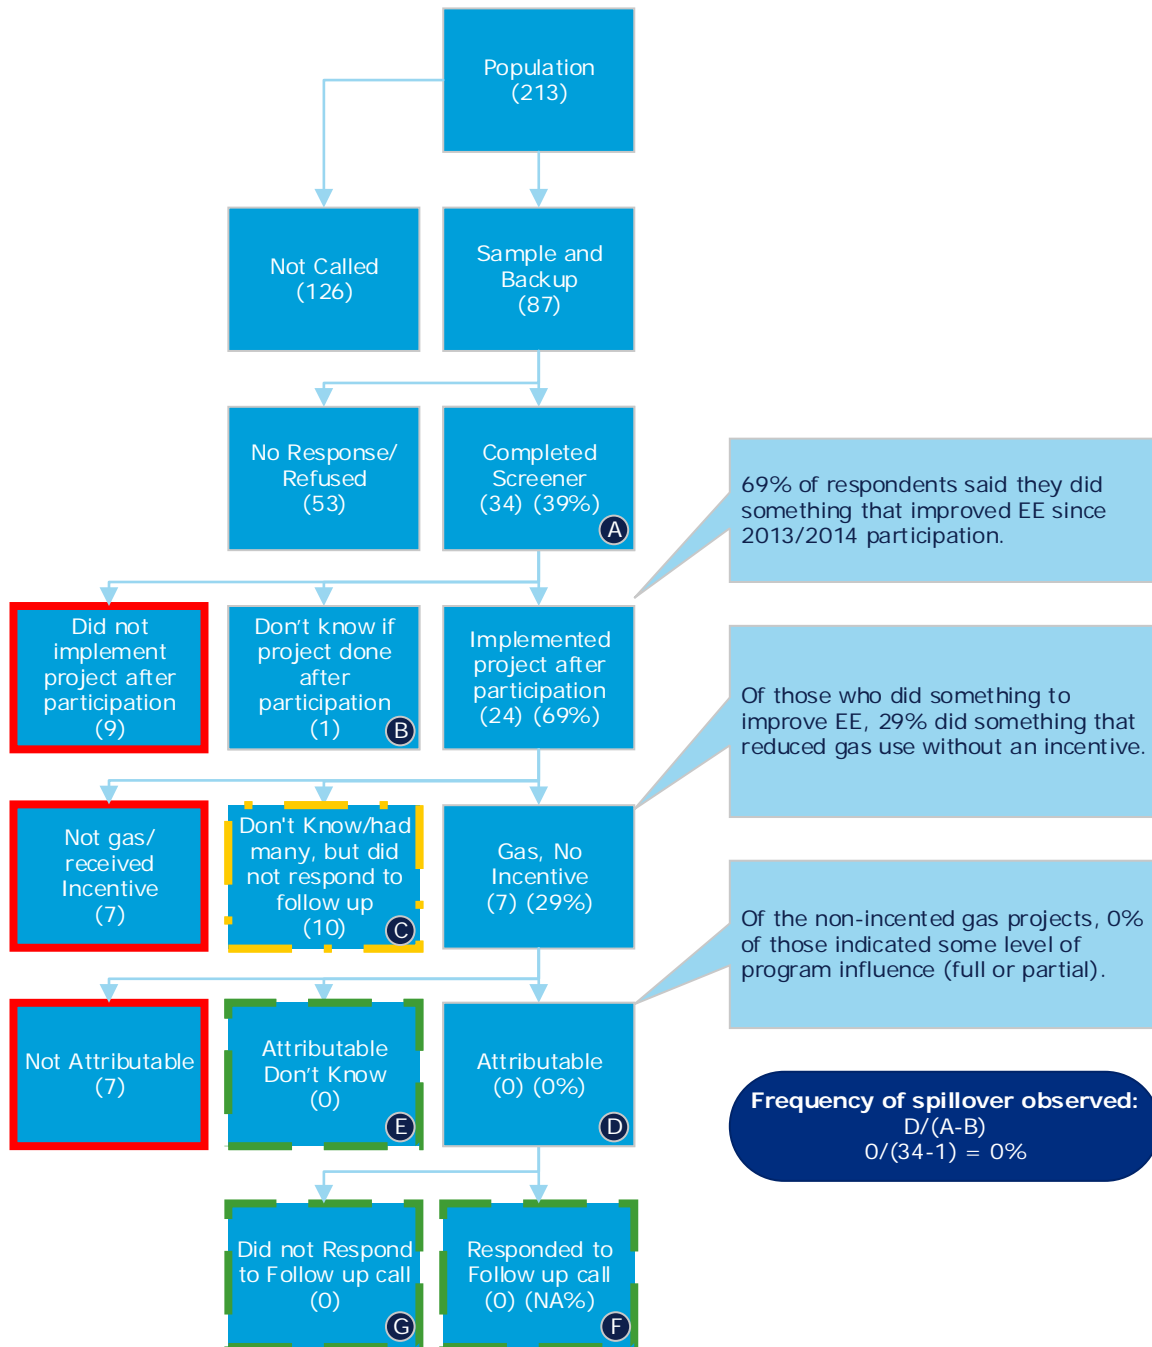 Population
(213)
Not Called
(126)
Sample and
Backup
(87)
No Response/
Refused
(53)
Completed
Screener
(34) (39%)
A
69% of respondents said they did
something that improved EE since
2013/2014 participation.
Did not
implement
project after
participation
(9)
Don't know if
project done
after
participation
(1)
B
Implemented
project after
participation
(24) (69%)
Of those who did something to
improve EE, 29% did something that
reduced gas use without an incentive.
Not gas/
received
Incentive
(7)
Don't Know/had
many, but did
not respond to
follow up
(10)
C
Gas, No
Incentive
(7) (29%)
Of the non-incented gas projects, 0%
of those indicated some level of
program influence (full or partial).
Not Attributable
(7)
Attributable
Don't Know
(0)
E
Attributable
(0) (0%)
D
Frequency of spillover observed:
D/(A-B)
0/(34-1) = 0%
Did not Respond
to Follow up call
(0)
G
Responded to
Follow up call
(0) (NA%)
F